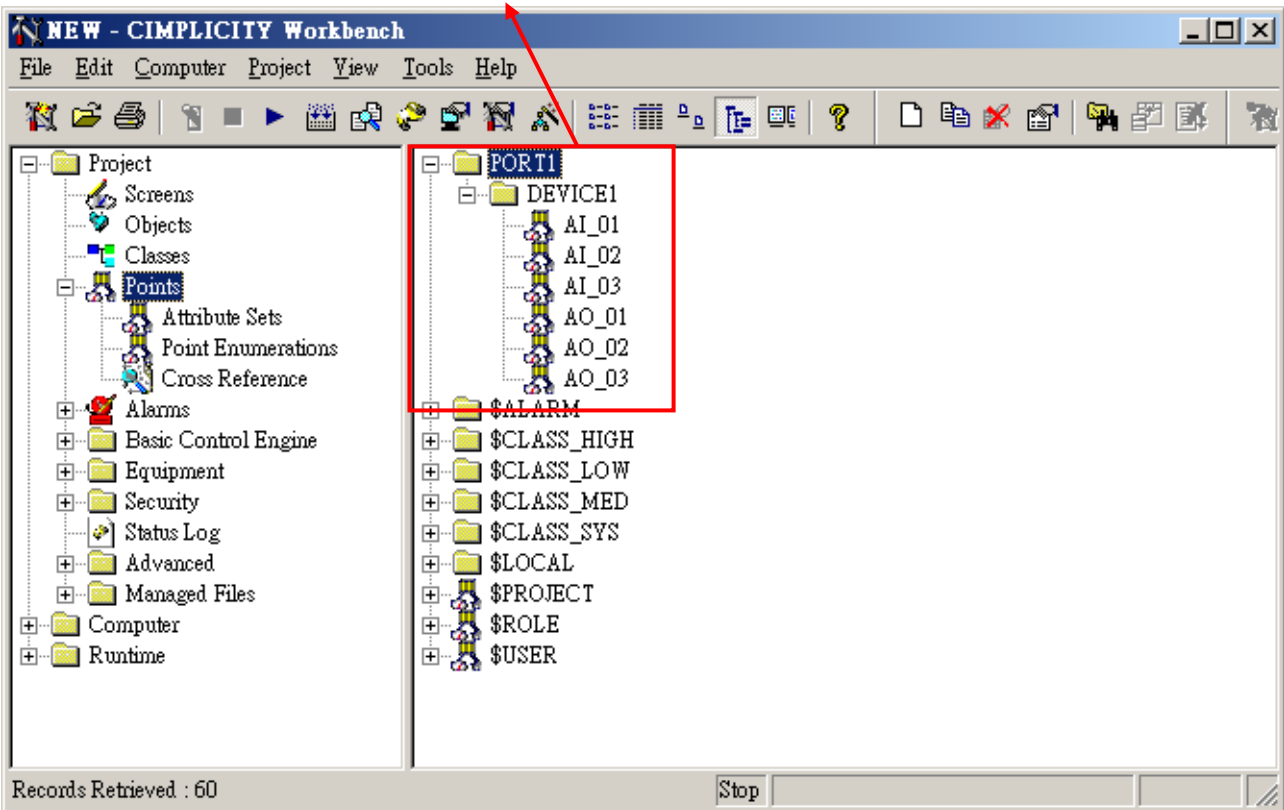 NEW - CIMPLICITY Workbench
File Edit Computer Project View Tools Help
Project
Screens
Objects
Classes
Points
Attribute Sets
Point Enumerations
Cross Reference
Alarms
Basic Control Engine
Equipment
Security
Status Log
Advanced
Managed Files
Computer
Runtime
PORT1
DEVICE1
AI_01
AI_02
AI_03
AO_01
AO_02
AO_03
$ALARM
$CLASS_HIGH
$CLASS_LOW
$CLASS_MED
$CLASS_SYS
$LOCAL
$PROJECT
$ROLE
$USER
Records Retrieved : 60
Stop